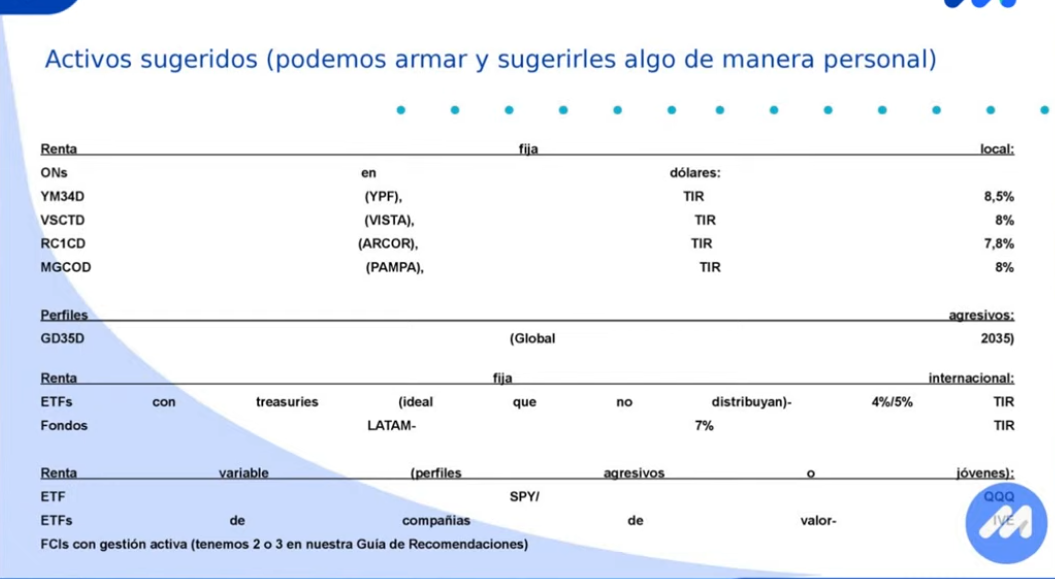 Activos sugeridos (podemos armar y sugerirles algo de manera personal)
Renta fija local:
ONs en dólares:
YM34D (YPF), TIR 8,5%
VSCTD (VISTA), TIR 8%
RC1CD (ARCOR), TIR 7,8%
MGCOD (PAMPA), TIR 8%
Perfiles agresivos:
GD35D (Global 2035)
Renta fija internacional:
ETFs con treasuries (ideal que no distribuyan)- 4%/5% TIR
Fondos LATAM- 7% TIR
Renta variable (perfiles agresivos o jóvenes):
ETF SPY/ QQQ
ETFs de compañias de valor- IVE
FCIs con gestión activa (tenemos 2 o 3 en nuestra Guía de Recomendaciones)